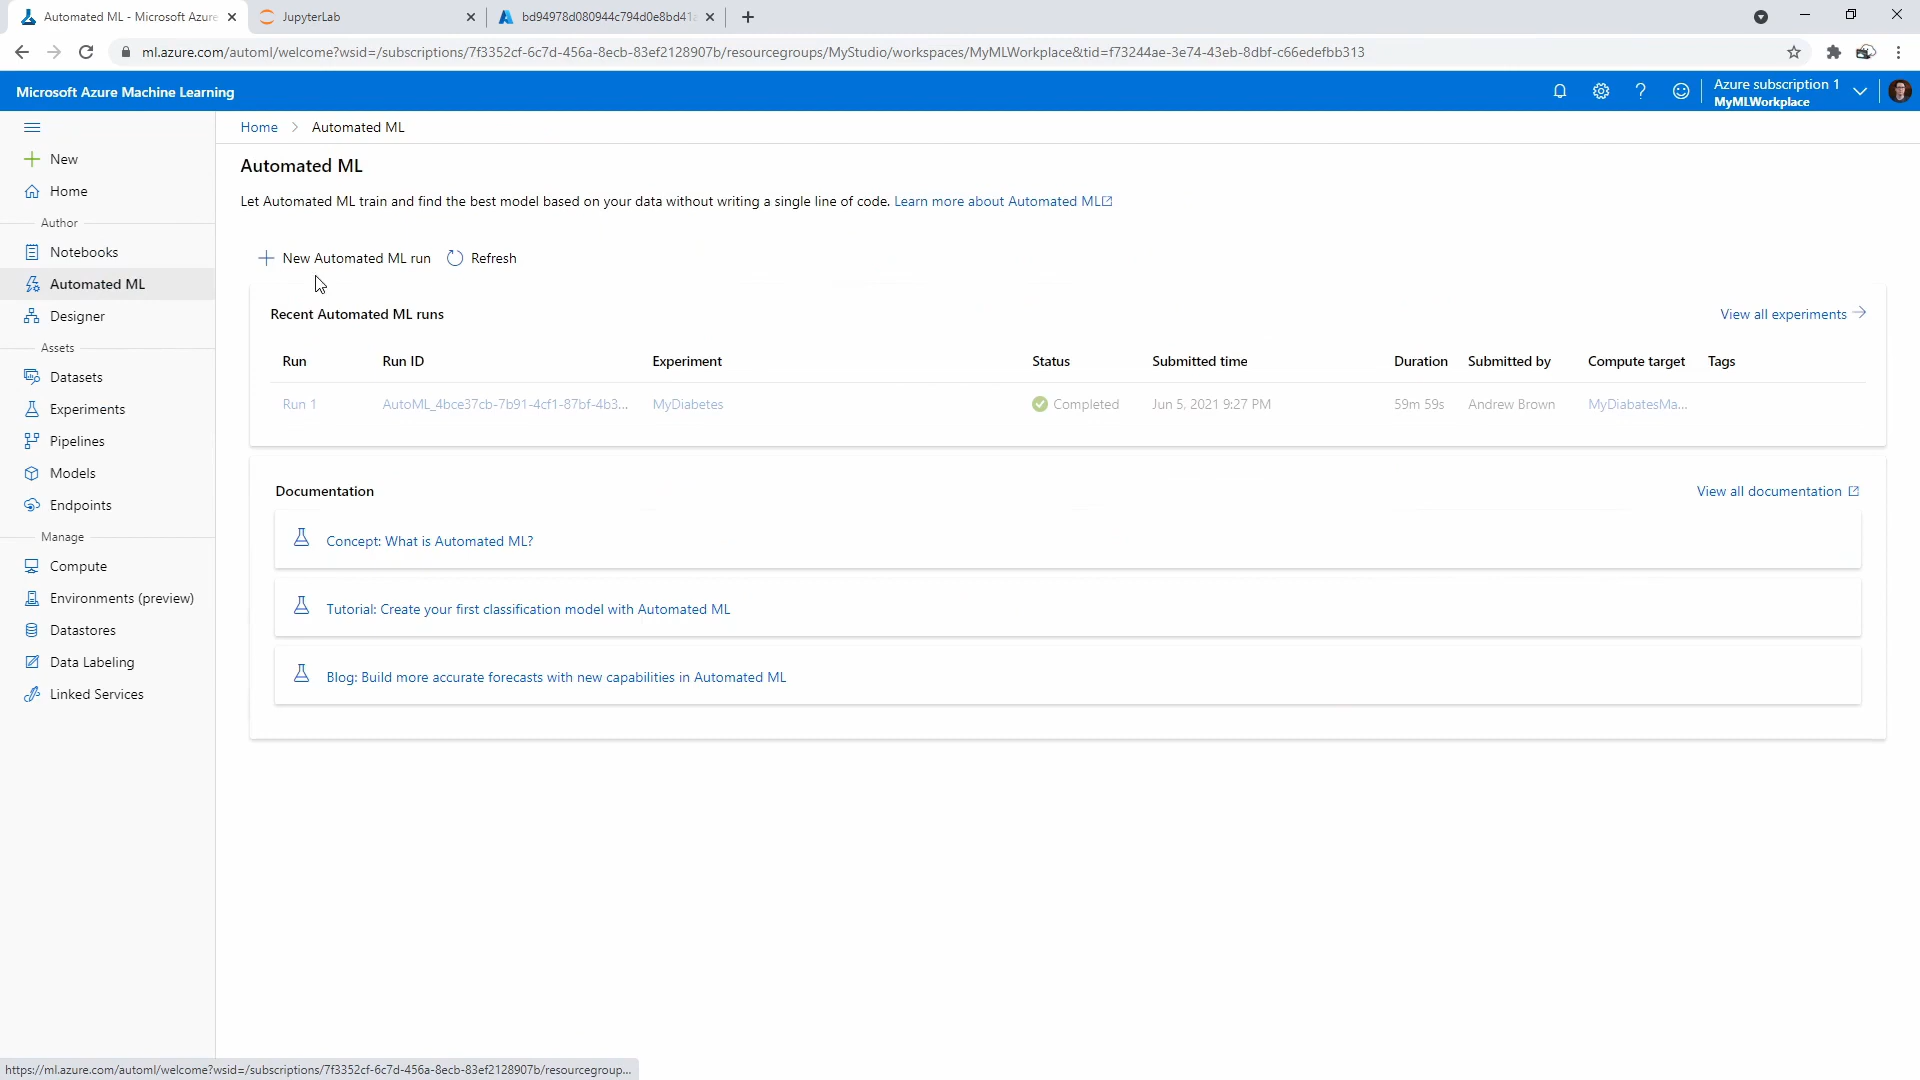 Automated ML - Microsoft Azure
JupyterLab
bd94978d080944c794d0e8bd41
ml.azure.com/automl/welcome?wsid=/subscriptions/7f3352cf-6c7d-456a-8ecb-83ef2128907b/resourcegroups/MyStudio/workspaces/MyMLWorkplace&tid=f73244ae-3e74-43eb-8dbf-c66edefbb313
Microsoft Azure Machine Learning
Azure subscription 1
MyMLWorkplace
New
Home
Author
Notebooks
Automated ML
Designer
Assets
Datasets
Experiments
Pipelines
Models
Endpoints
Manage
Compute
Environments (preview)
Datastores
Data Labeling
Linked Services
Home > Automated ML
Automated ML
Let Automated ML train and find the best model based on your data without writing a single line of code. Learn more about Automated ML
New Automated ML run Refresh
Recent Automated ML runs
View all experiments
Run Run ID Experiment Status Submitted time Duration Submitted by Compute target Tags
Run 1 AutoML_4bce37cb-7b91-4cf1-87bf-4b3... MyDiabetes Completed Jun 5, 2021 9:27 PM 59m 59s Andrew Brown MyDiabatesMa...
Documentation
View all documentation
Concept: What is Automated ML?
Tutorial: Create your first classification model with Automated ML
Blog: Build more accurate forecasts with new capabilities in Automated ML
https://ml.azure.com/automl/welcome?wsid=/subscriptions/7f3352cf-6c7d-456a-8ecb-83ef2128907b/resourcegroup...